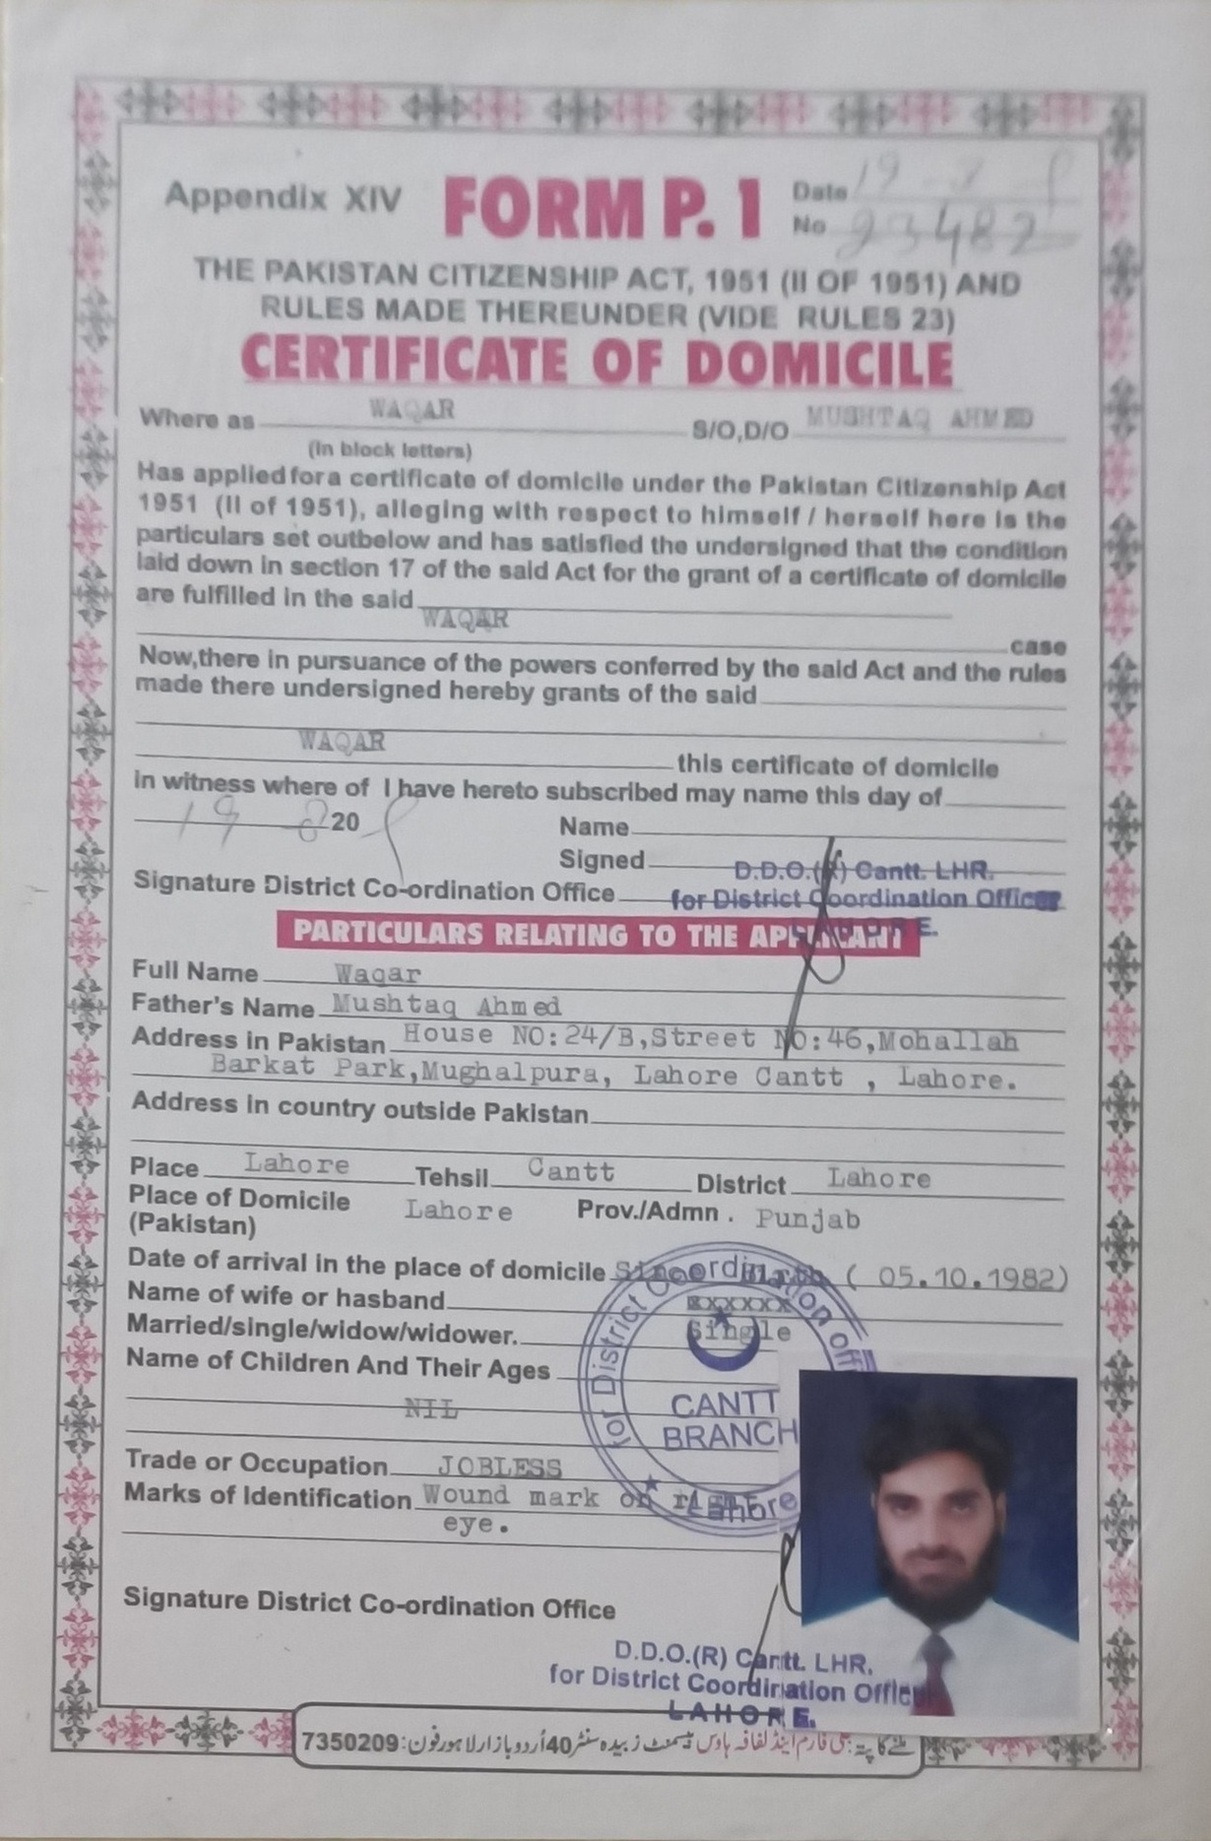 Appendix XIV FORM P. 1 Date 19
No 23482
THE PAKISTAN CITIZENSHIP ACT, 1951 (II OF 1951) AND
RULES MADE THEREUNDER (VIDE RULES 23)
CERTIFICATE OF DOMICILE
Where as WAQAR S/O,D/O MUSHTAQ AHMED
(In block letters)
Has applied for a certificate of domicile under the Pakistan Citizenship Act
1951 (II of 1951), alleging with respect to himself / herself here is the
particulars set outbelow and has satisfied the undersigned that the condition
laid down in section 17 of the said Act for the grant of a certificate of domicile
are fulfilled in the said
WAQAR
case
Now,there in pursuance of the powers conferred by the said Act and the rules
made there undersigned hereby grants of the said
WAQAR
this certificate of domicile
in witness where of I have hereto subscribed may name this day of
19 8 20
Name
Signed D.D.O.(R) Cantt. LHR.
Signature District Co-ordination Office for District Coordination Officer
LAHORE.
PARTICULARS RELATING TO THE APPLICANT
Full Name Waqar
Father's Name Mushtaq Ahmed
Address in Pakistan House NO:24/B,Street NO:46,Mohallah
Barkat Park,Mughalpura, Lahore Cantt , Lahore.
Address in country outside Pakistan
Place Lahore Tehsil Cantt District Lahore
Place of Domicile Lahore Prov./Admn . Punjab
(Pakistan)
Date of arrival in the place of domicile Since Birth ( 05.10.1982)
Name of wife or hasband xxxxxx
Married/single/widow/widower. Single
Name of Children And Their Ages
NIL
for District Coordination Off
CANTT
BRANCH
Lahore
Trade or Occupation JOBLESS
Marks of Identification Wound mark on right
eye.
Signature District Co-ordination Office
D.D.O.(R) Cantt. LHR.
for District Coordination Office
LAHORE.
ملنے کا پتہ: جی فارم اینڈ لفافہ ہاؤس بیسمنٹ زبیدہ سنٹر 40 اُردو بازار لاہور فون: 7350209